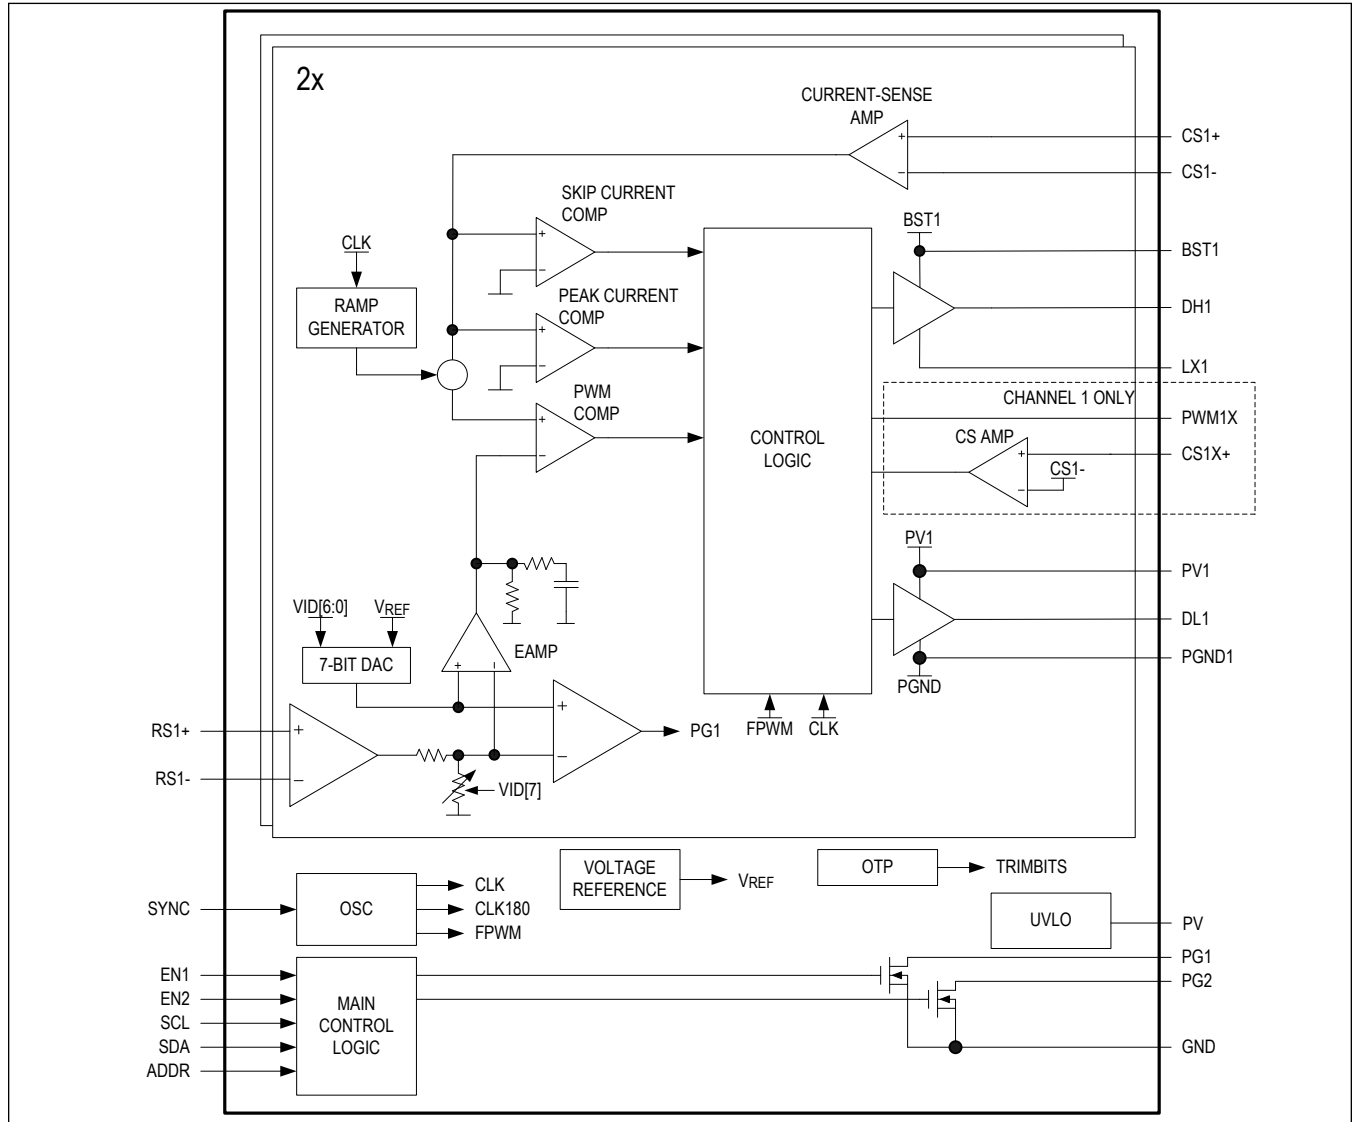 2x
CURRENT-SENSE
AMP
+
−
CS1+
CS1-
SKIP CURRENT
COMP
+
−
BST1
BST1
CLK
RAMP
GENERATOR
PEAK CURRENT
COMP
+
−
DH1
LX1
PWM
COMP
+
−
CONTROL
LOGIC
CHANNEL 1 ONLY
PWM1X
CS AMP
+
−
CS1-
CS1X+
PV1
PV1
DL1
PGND1
PGND
VID[6:0]
VREF
7-BIT DAC
EAMP
+
−
FPWM
CLK
RS1+
RS1-
+
−
+
−
PG1
VID[7]
VOLTAGE
REFERENCE
VREF
OTP
TRIMBITS
SYNC
OSC
CLK
CLK180
FPWM
UVLO
PV
EN1
EN2
SCL
SDA
ADDR
MAIN
CONTROL
LOGIC
PG1
PG2
GND